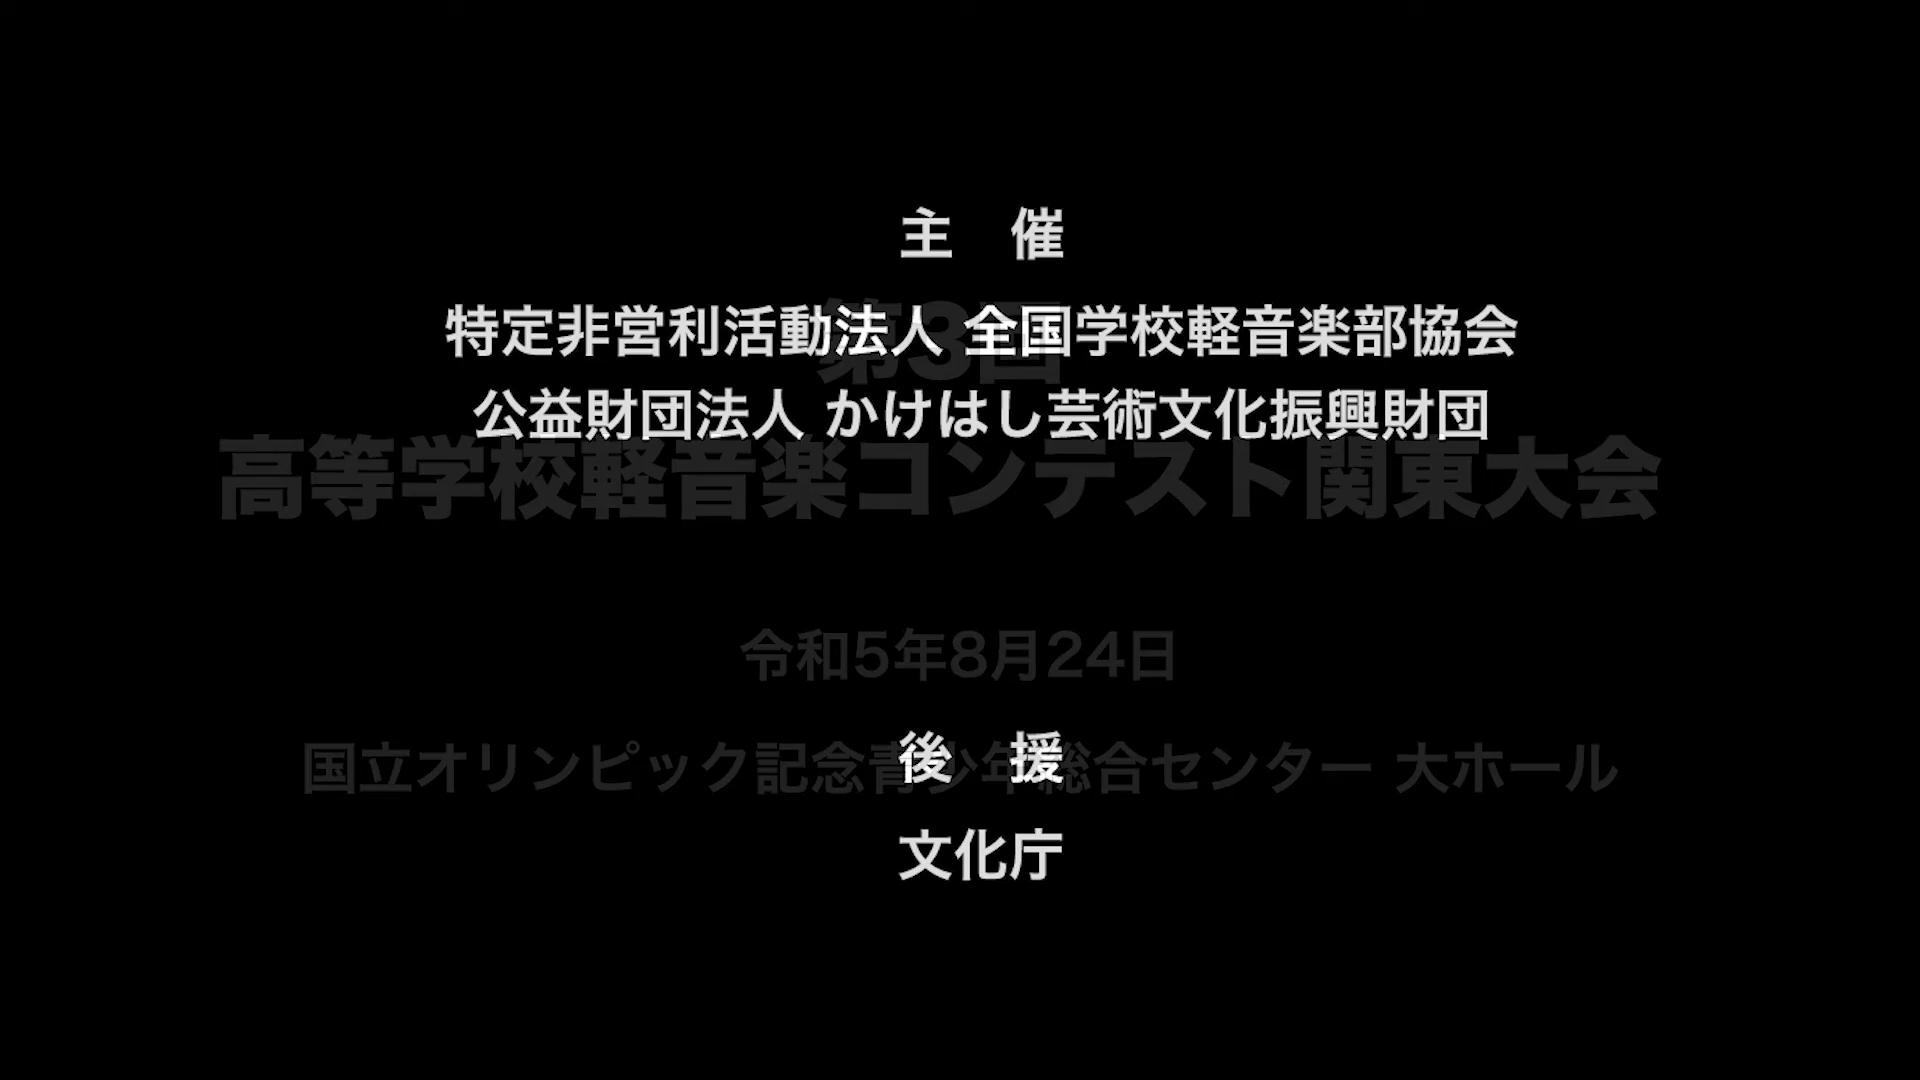 主　催
第3回
特定非営利活動法人 全国学校軽音楽部協会
公益財団法人 かけはし芸術文化振興財団
高等学校軽音楽コンテスト関東大会
令和5年8月24日
後　援
国立オリンピック記念青少年総合センター 大ホール
文化庁